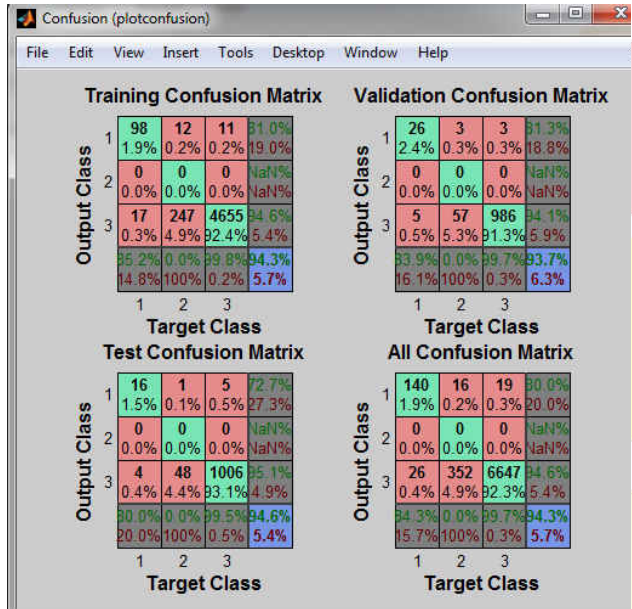 Confusion (plotconfusion)
File Edit View Insert Tools Desktop Window Help
Training Confusion Matrix
Output Class
1 98 12 11 81.0%
1.9% 0.2% 0.2% 19.0%
2 0 0 0 NaN%
0.0% 0.0% 0.0% NaN%
3 17 247 4655 94.6%
0.3% 4.9% 92.4% 5.4%
85.2% 0.0% 99.8% 94.3%
14.8% 100% 0.2% 5.7%
1 2 3
Target Class
Validation Confusion Matrix
Output Class
1 26 3 3 81.3%
2.4% 0.3% 0.3% 18.8%
2 0 0 0 NaN%
0.0% 0.0% 0.0% NaN%
3 5 57 986 94.1%
0.5% 5.3% 91.3% 5.9%
83.9% 0.0% 99.7% 93.7%
16.1% 100% 0.3% 6.3%
1 2 3
Target Class
Test Confusion Matrix
Output Class
1 16 1 5 72.7%
1.5% 0.1% 0.5% 27.3%
2 0 0 0 NaN%
0.0% 0.0% 0.0% NaN%
3 4 48 1006 95.1%
0.4% 4.4% 93.1% 4.9%
80.0% 0.0% 99.5% 94.6%
20.0% 100% 0.5% 5.4%
1 2 3
Target Class
All Confusion Matrix
Output Class
1 140 16 19 80.0%
1.9% 0.2% 0.3% 20.0%
2 0 0 0 NaN%
0.0% 0.0% 0.0% NaN%
3 26 352 6647 94.6%
0.4% 4.9% 92.3% 5.4%
84.3% 0.0% 99.7% 94.3%
15.7% 100% 0.3% 5.7%
1 2 3
Target Class